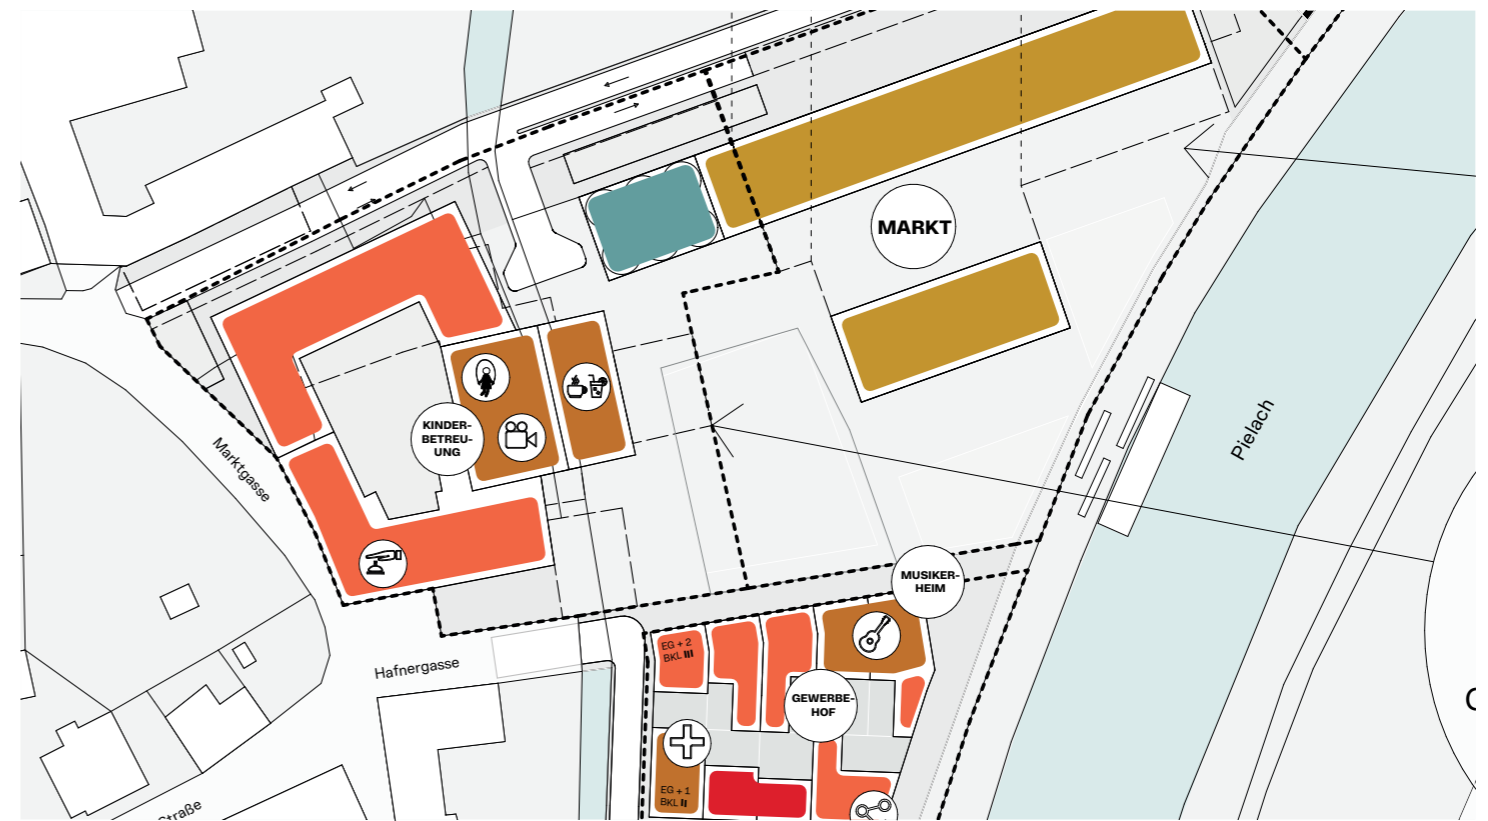 MARKT
KINDER-
BETREU-
UNG
Marktgasse
Pielach
MUSIKER-
HEIM
EG + 2
BKL III
Hafnergasse
GEWERBE-
HOF
EG + 1
BKL II
straße